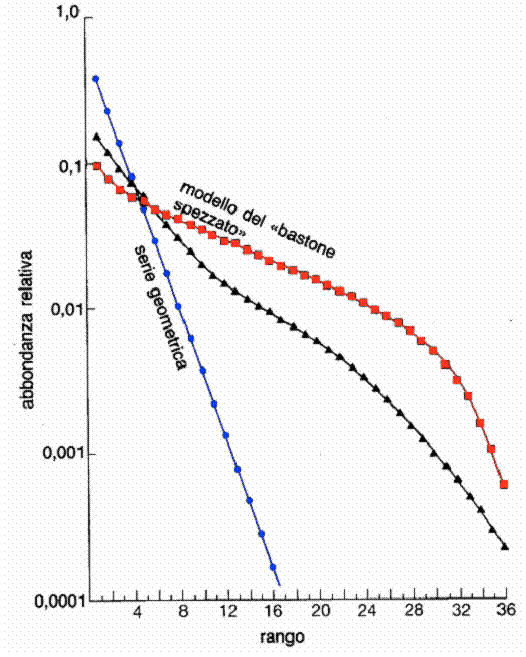 1,0
0,1
0,01
0,001
0,0001
abbondanza relativa
modello del «bastone
spezzato»
serie geometrica
4 8 12 16 20 24 28 32 36
rango